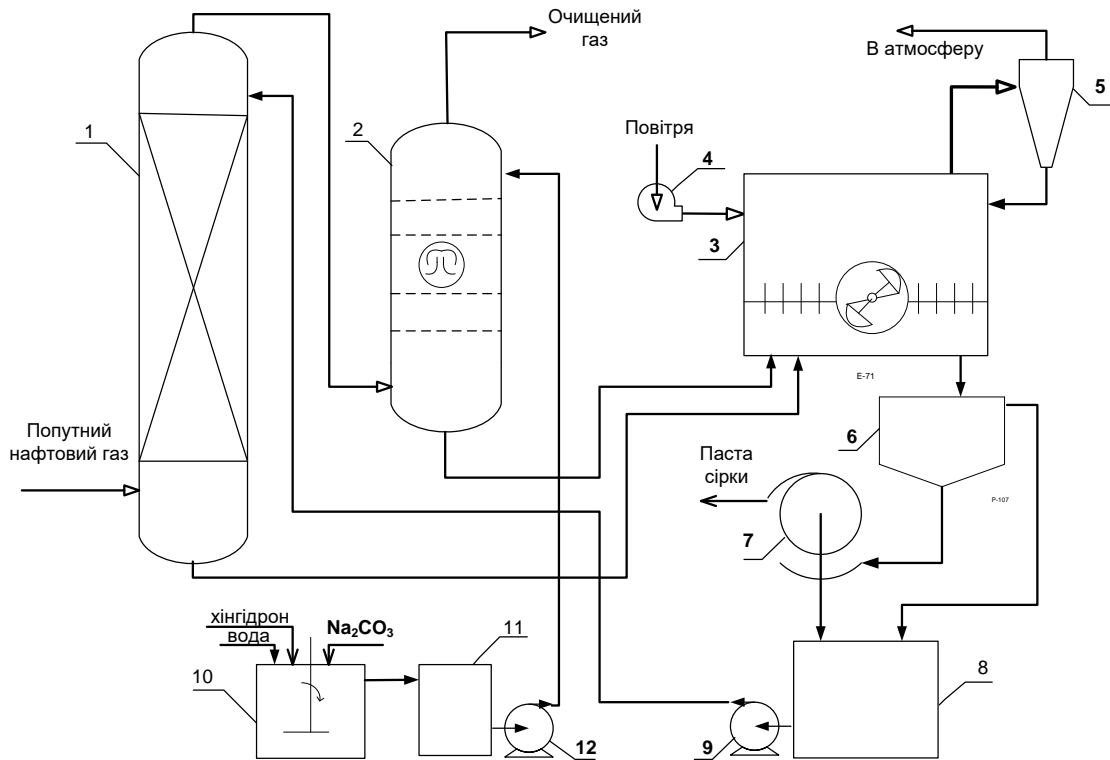 Очищений
газ
В атмосферу
5
1
2
Повітря
4
3
E-71
Попутний
нафтовий газ
6
Паста
сірки
P-107
7
хінгідрон
вода
Na₂CO₃
11
10
8
12
9